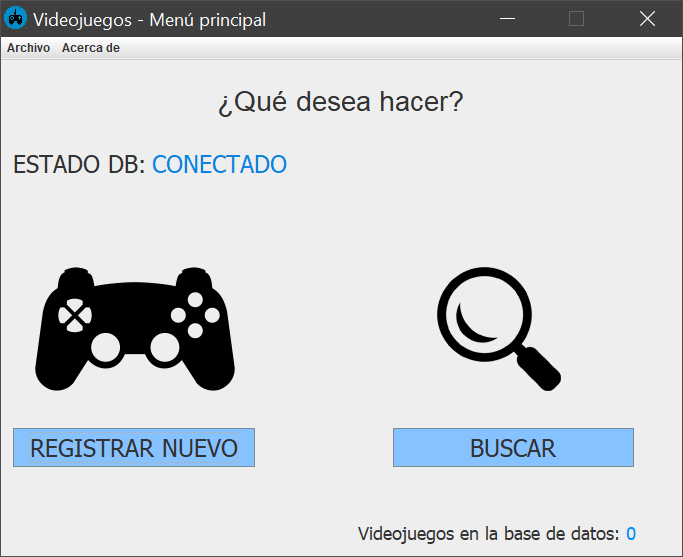 Videojuegos - Menú principal
Archivo Acerca de
¿Qué desea hacer?
ESTADO DB: CONECTADO
REGISTRAR NUEVO BUSCAR
Videojuegos en la base de datos: 0